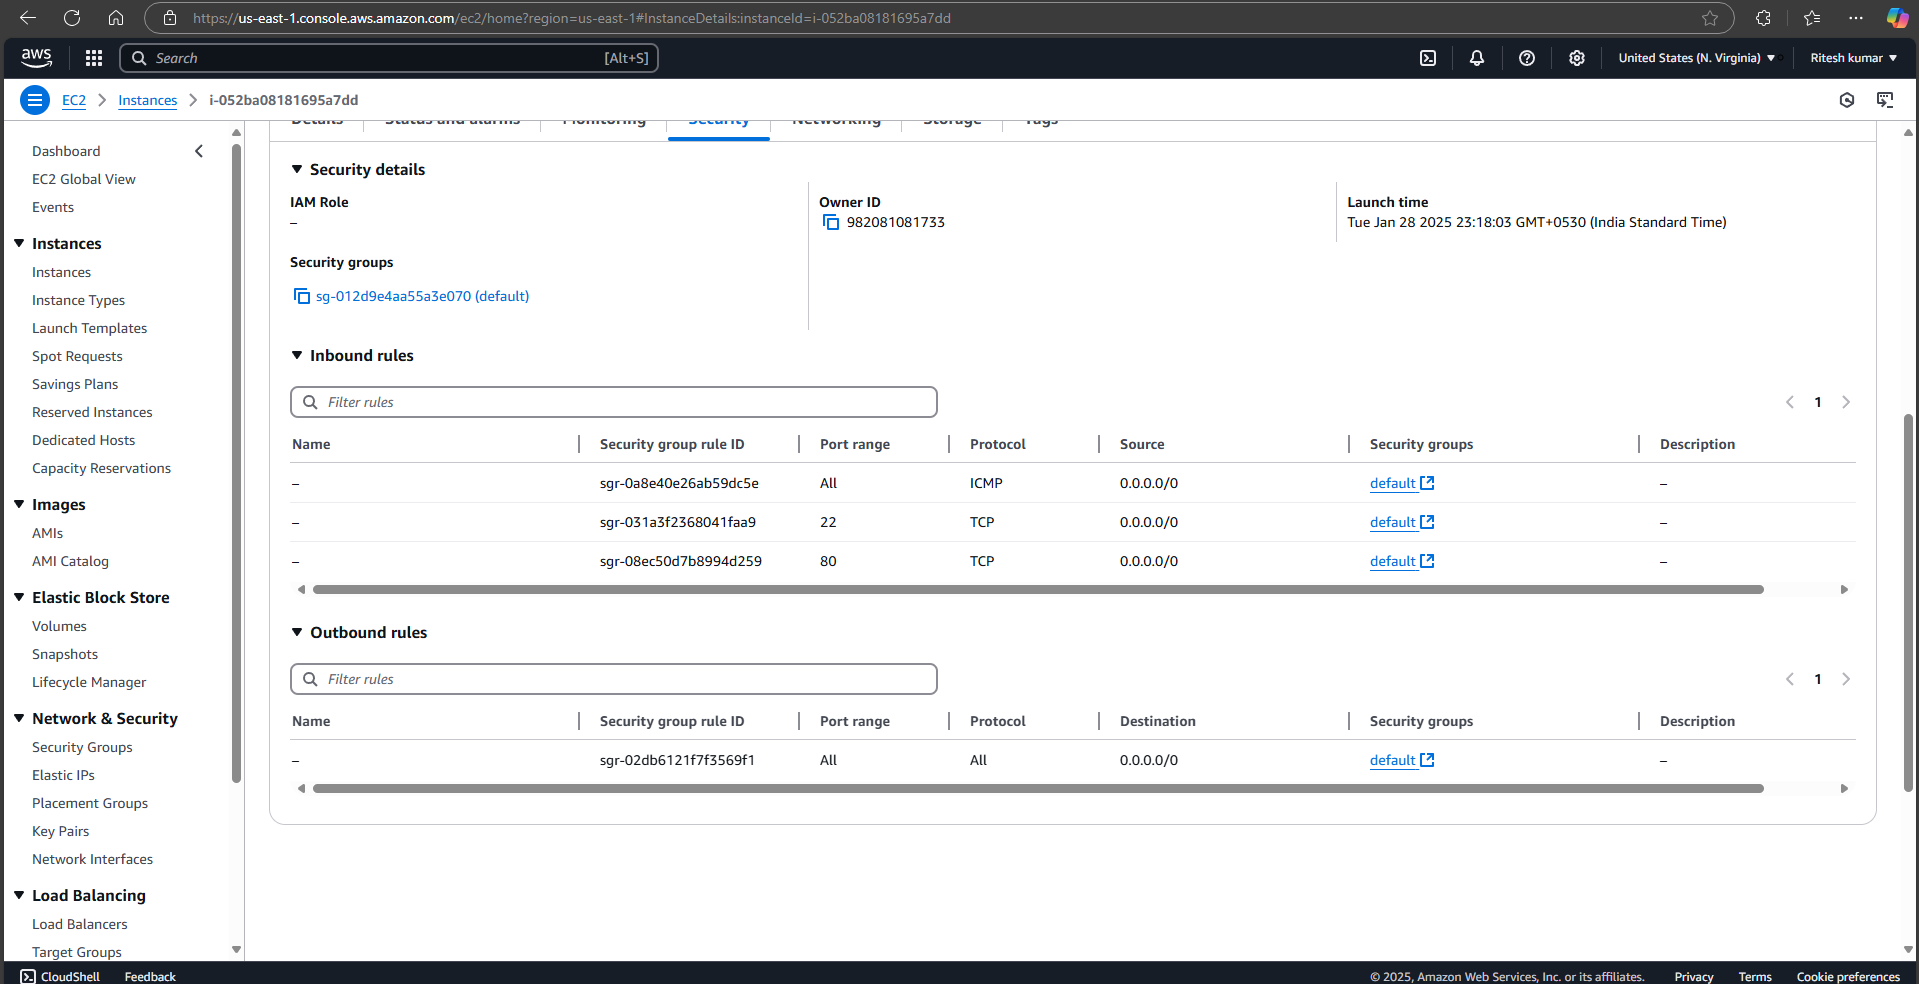 https://us-east-1.console.aws.amazon.com/ec2/home?region=us-east-1#InstanceDetails:instanceId=i-052ba08181695a7dd
aws Search [Alt+S] United States (N. Virginia) Ritesh kumar
EC2 Instances i-052ba08181695a7dd
Dashboard
EC2 Global View
Events
Instances
Instances
Instance Types
Launch Templates
Spot Requests
Savings Plans
Reserved Instances
Dedicated Hosts
Capacity Reservations
Images
AMIs
AMI Catalog
Elastic Block Store
Volumes
Snapshots
Lifecycle Manager
Network & Security
Security Groups
Elastic IPs
Placement Groups
Key Pairs
Network Interfaces
Load Balancing
Load Balancers
Target Groups
Details Status and alarms Monitoring Security Networking Storage Tags
Security details
IAM Role
–
Owner ID
982081081733
Launch time
Tue Jan 28 2025 23:18:03 GMT+0530 (India Standard Time)
Security groups
sg-012d9e4aa55a3e070 (default)
Inbound rules
Filter rules 1
Name Security group rule ID Port range Protocol Source Security groups Description
– sgr-0a8e40e26ab59dc5e All ICMP 0.0.0.0/0 default –
– sgr-031a3f2368041faa9 22 TCP 0.0.0.0/0 default –
– sgr-08ec50d7b8994d259 80 TCP 0.0.0.0/0 default –
Outbound rules
Filter rules 1
Name Security group rule ID Port range Protocol Destination Security groups Description
– sgr-02db6121f7f3569f1 All All 0.0.0.0/0 default –
CloudShell Feedback © 2025, Amazon Web Services, Inc. or its affiliates. Privacy Terms Cookie preferences